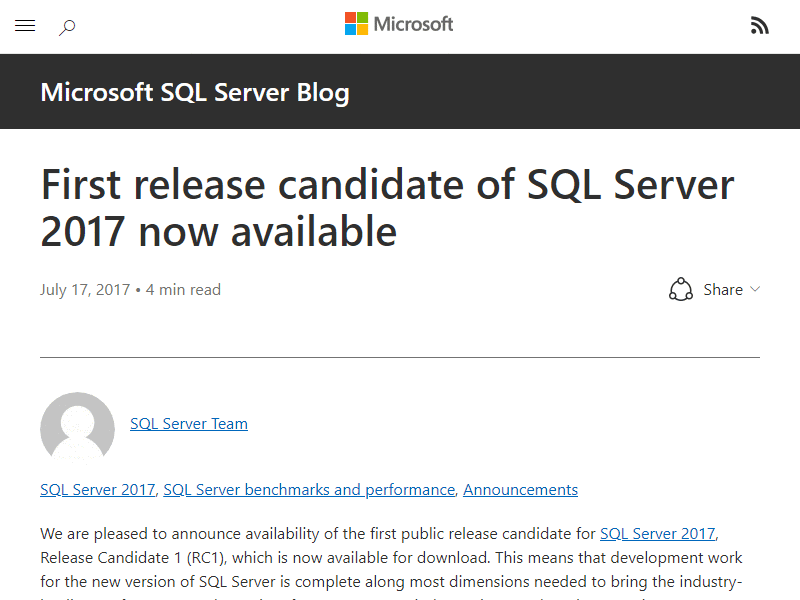 Microsoft
Microsoft SQL Server Blog
First release candidate of SQL Server
2017 now available
July 17, 2017 • 4 min read
Share
SQL Server Team
SQL Server 2017, SQL Server benchmarks and performance, Announcements
We are pleased to announce availability of the first public release candidate for SQL Server 2017,
Release Candidate 1 (RC1), which is now available for download. This means that development work
for the new version of SQL Server is complete along most dimensions needed to bring the industry-